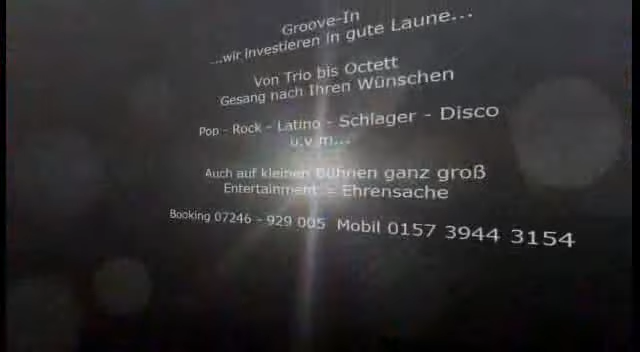 Groove-In
...wir investieren in gute Laune...
Von Trio bis Octett
Gesang nach Ihren Wünschen
Pop - Rock - Latino - Schlager - Disco
u.v.m...
Auch auf kleinen Bühnen ganz groß
Entertainment = Ehrensache
Booking 07246 - 929 005 Mobil 0157 3944 3154